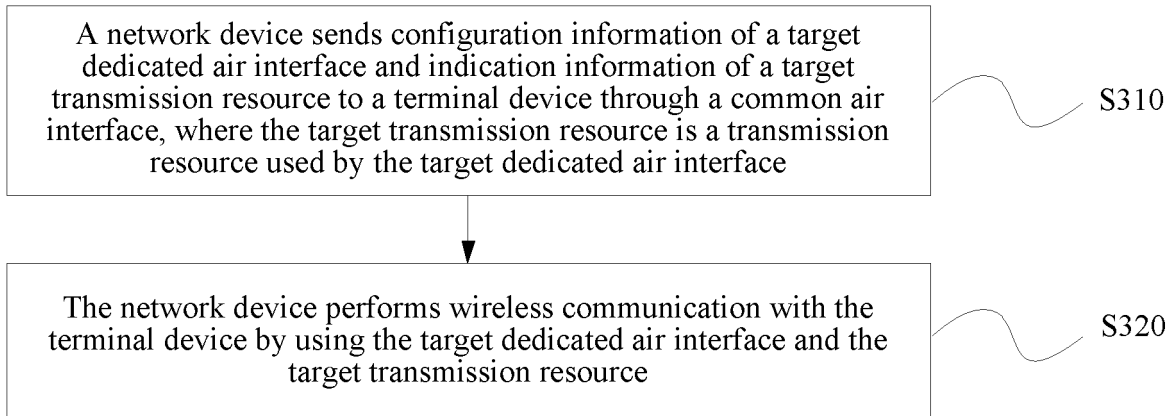 A network device sends configuration information of a target
dedicated air interface and indication information of a target
transmission resource to a terminal device through a common air
interface, where the target transmission resource is a transmission
resource used by the target dedicated air interface
S310
The network device performs wireless communication with the
terminal device by using the target dedicated air interface and the
target transmission resource
S320